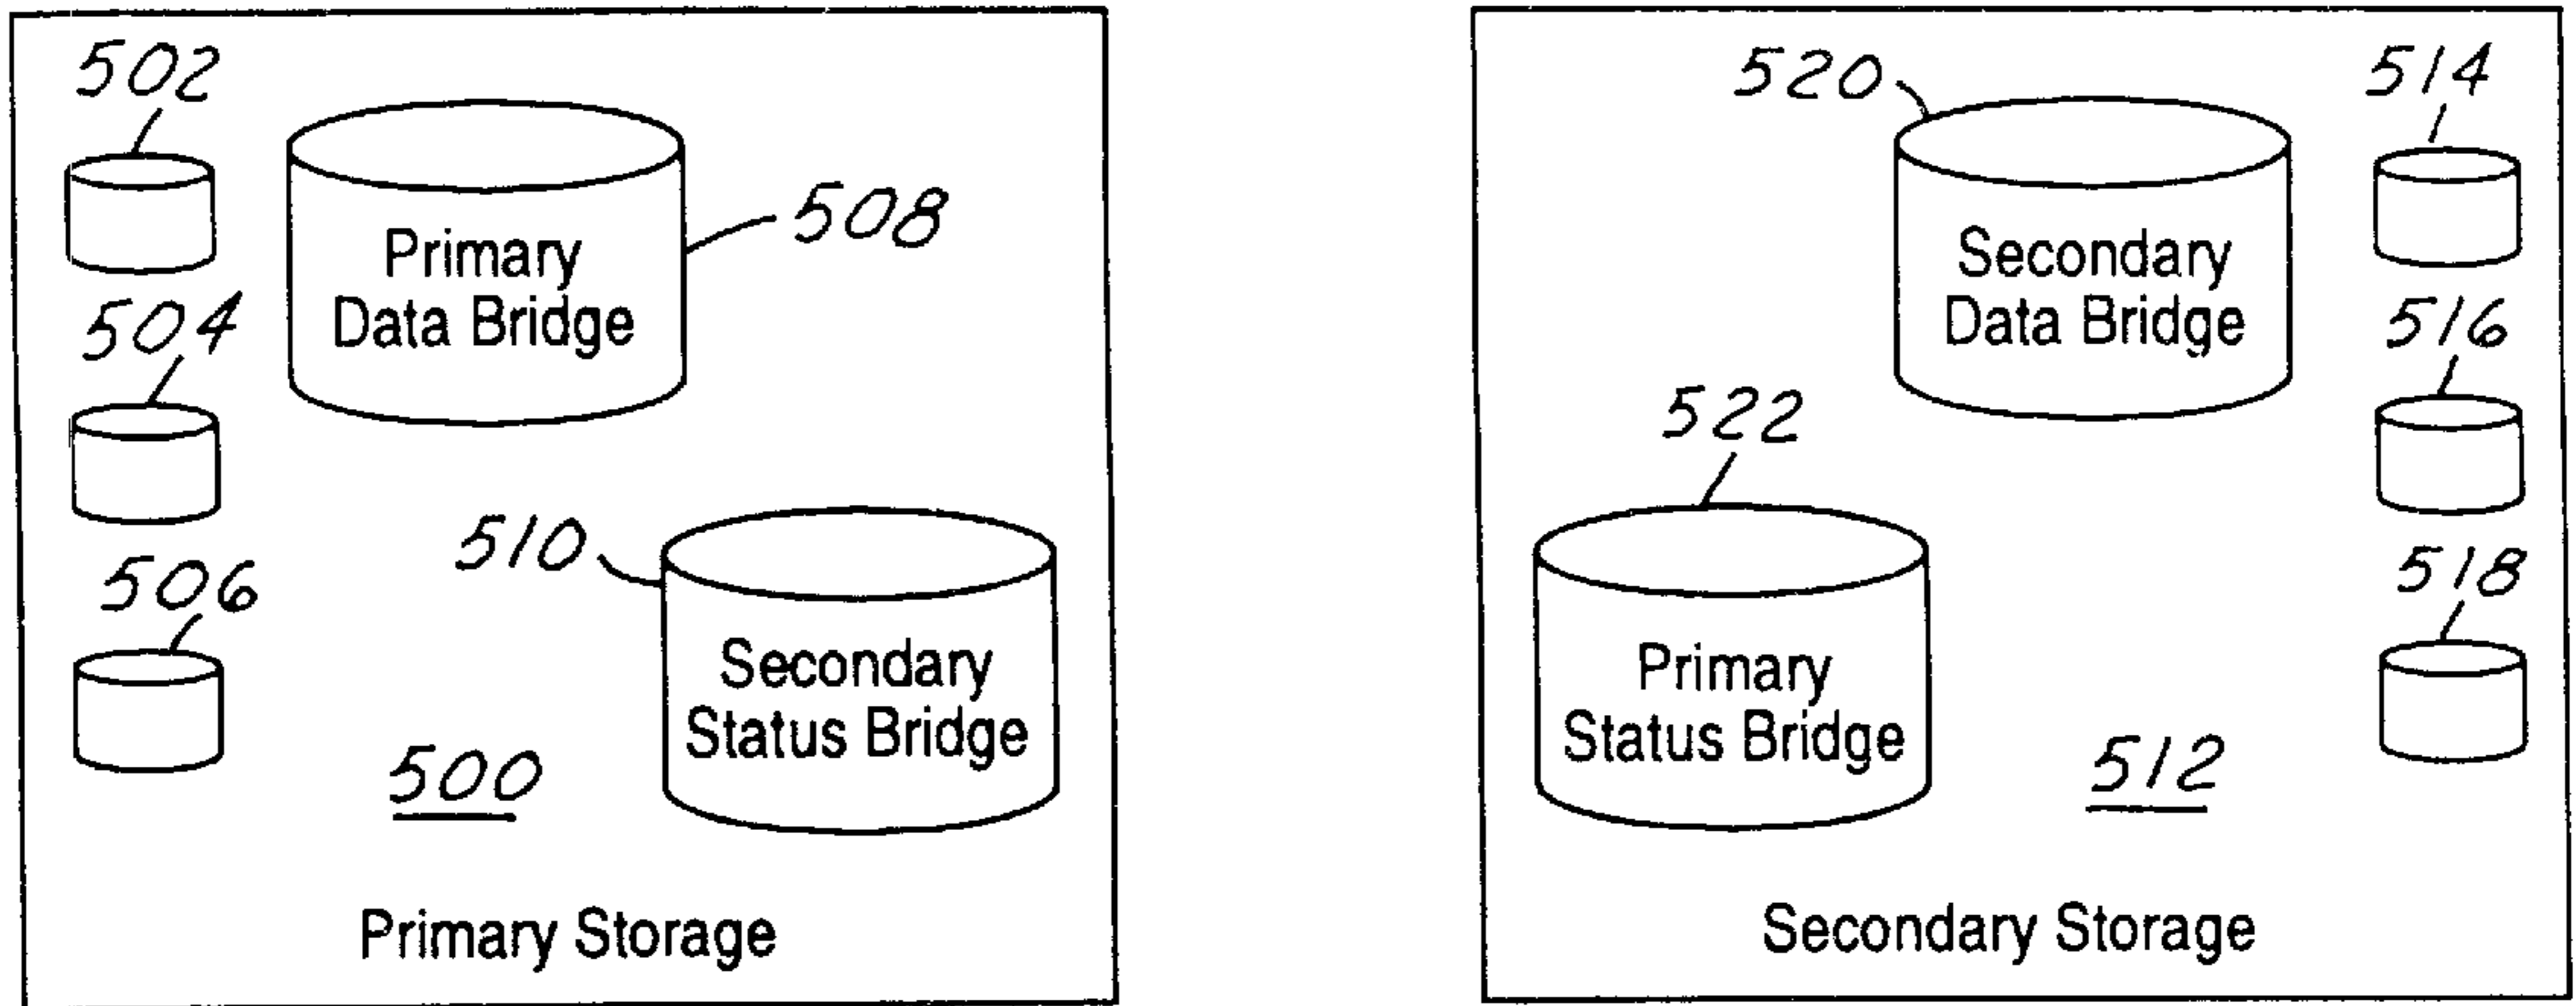 502
Primary
Data Bridge
508
504
510
506
Secondary
Status Bridge
500
Primary Storage
520
514
Secondary
Data Bridge
516
522
518
Primary
Status Bridge
512
Secondary Storage